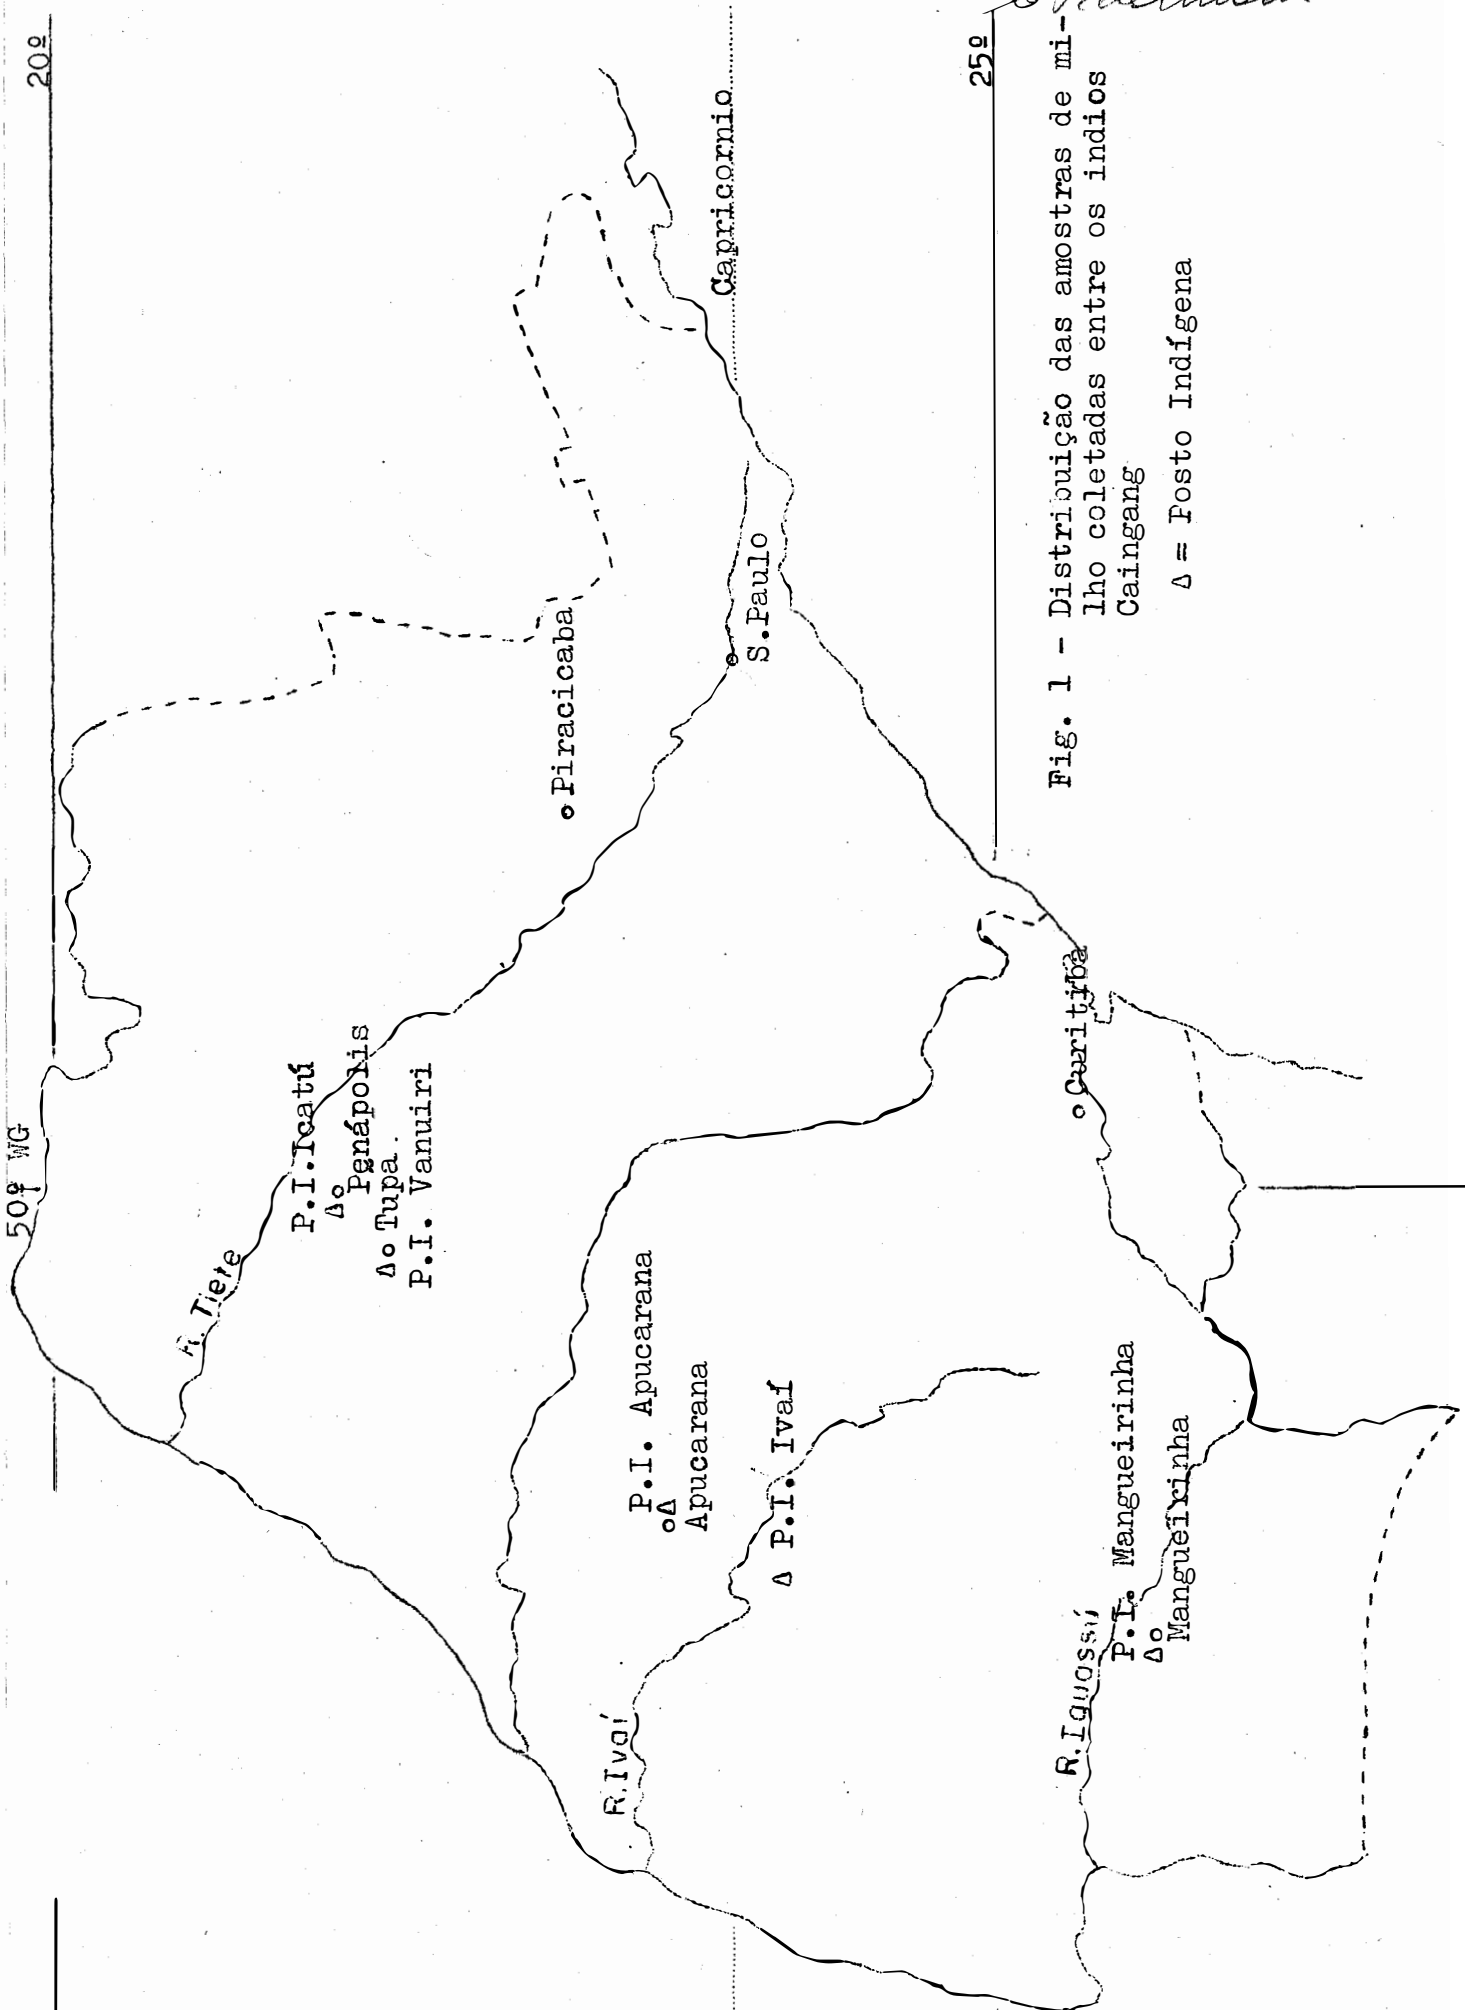 50º WG
20º
R. Tiete
P.I.Icatú
Penápolis
Tupa
P.I. Vanuiri
Piracicaba
Capricornio
S.Paulo
P.I. Apucarana
Apucarana
R.Ivaí
P.I. Ivaí
25º
Curitiba
R.Iguassú
P.I. Mangueirinha
Mangueirinha
Fig. 1 - Distribuição das amostras de mi-
lho coletadas entre os indios
Caingang
Δ = Posto Indígena